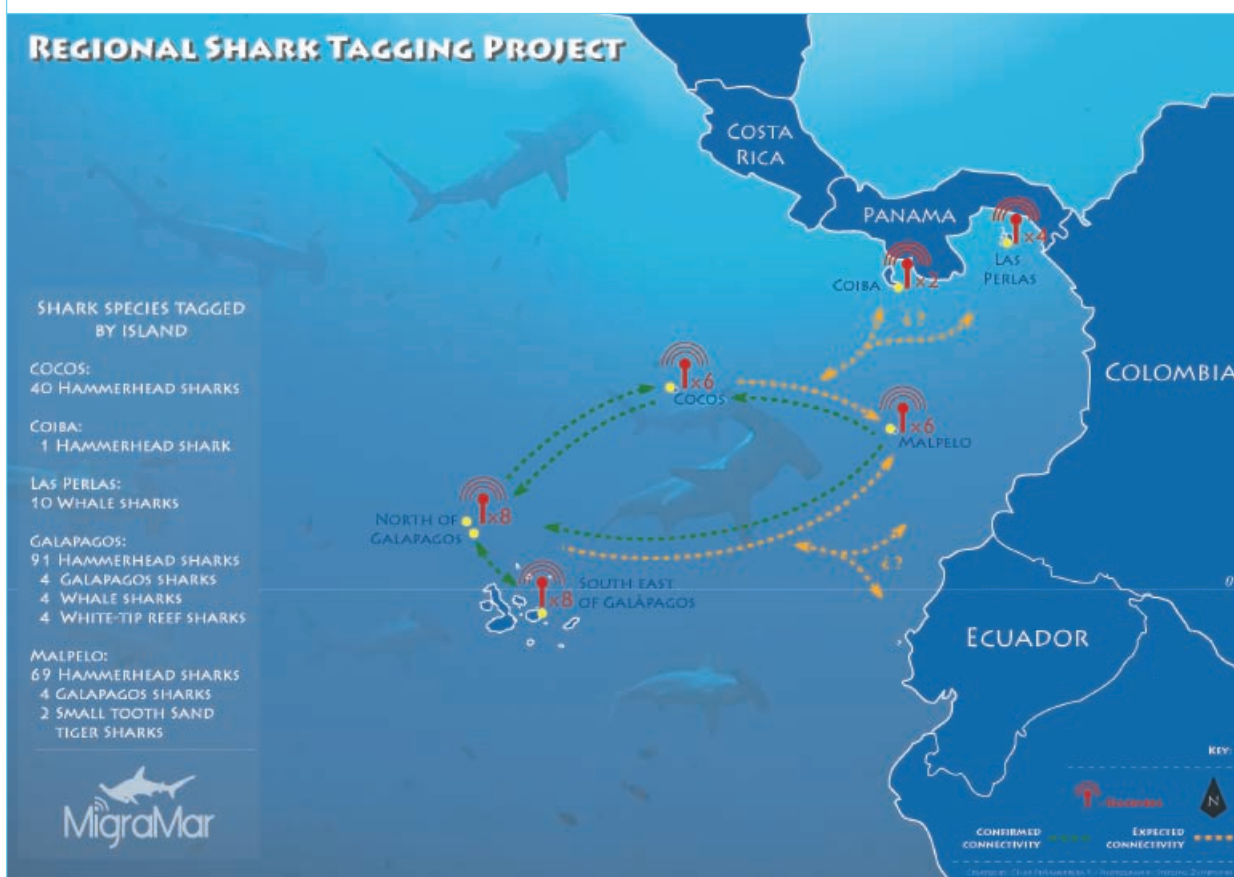 REGIONAL SHARK TAGGING PROJECT
COSTA
RICA
PANAMA
x4
LAS
PERLAS
COIBA
x2
COLOMBIA
x6
COCOS
x6
MALPELO
SHARK SPECIES TAGGED
BY ISLAND
COCOS:
40 HAMMERHEAD SHARKS
COIBA:
1 HAMMERHEAD SHARK
LAS PERLAS:
10 WHALE SHARKS
GALAPAGOS:
91 HAMMERHEAD SHARKS
4 GALAPAGOS SHARKS
4 WHALE SHARKS
4 WHITE-TIP REEF SHARKS
MALPELO:
69 HAMMERHEAD SHARKS
4 GALAPAGOS SHARKS
2 SMALL TOOTH SAND
TIGER SHARKS
MigraMar
x8
NORTH OF
GALAPAGOS
x8
SOUTH EAST
OF GALÁPAGOS
¿?
¿?
0
ECUADOR
KEY:
N
CONFIRMED
CONNECTIVITY
EXPECTED
CONNECTIVITY